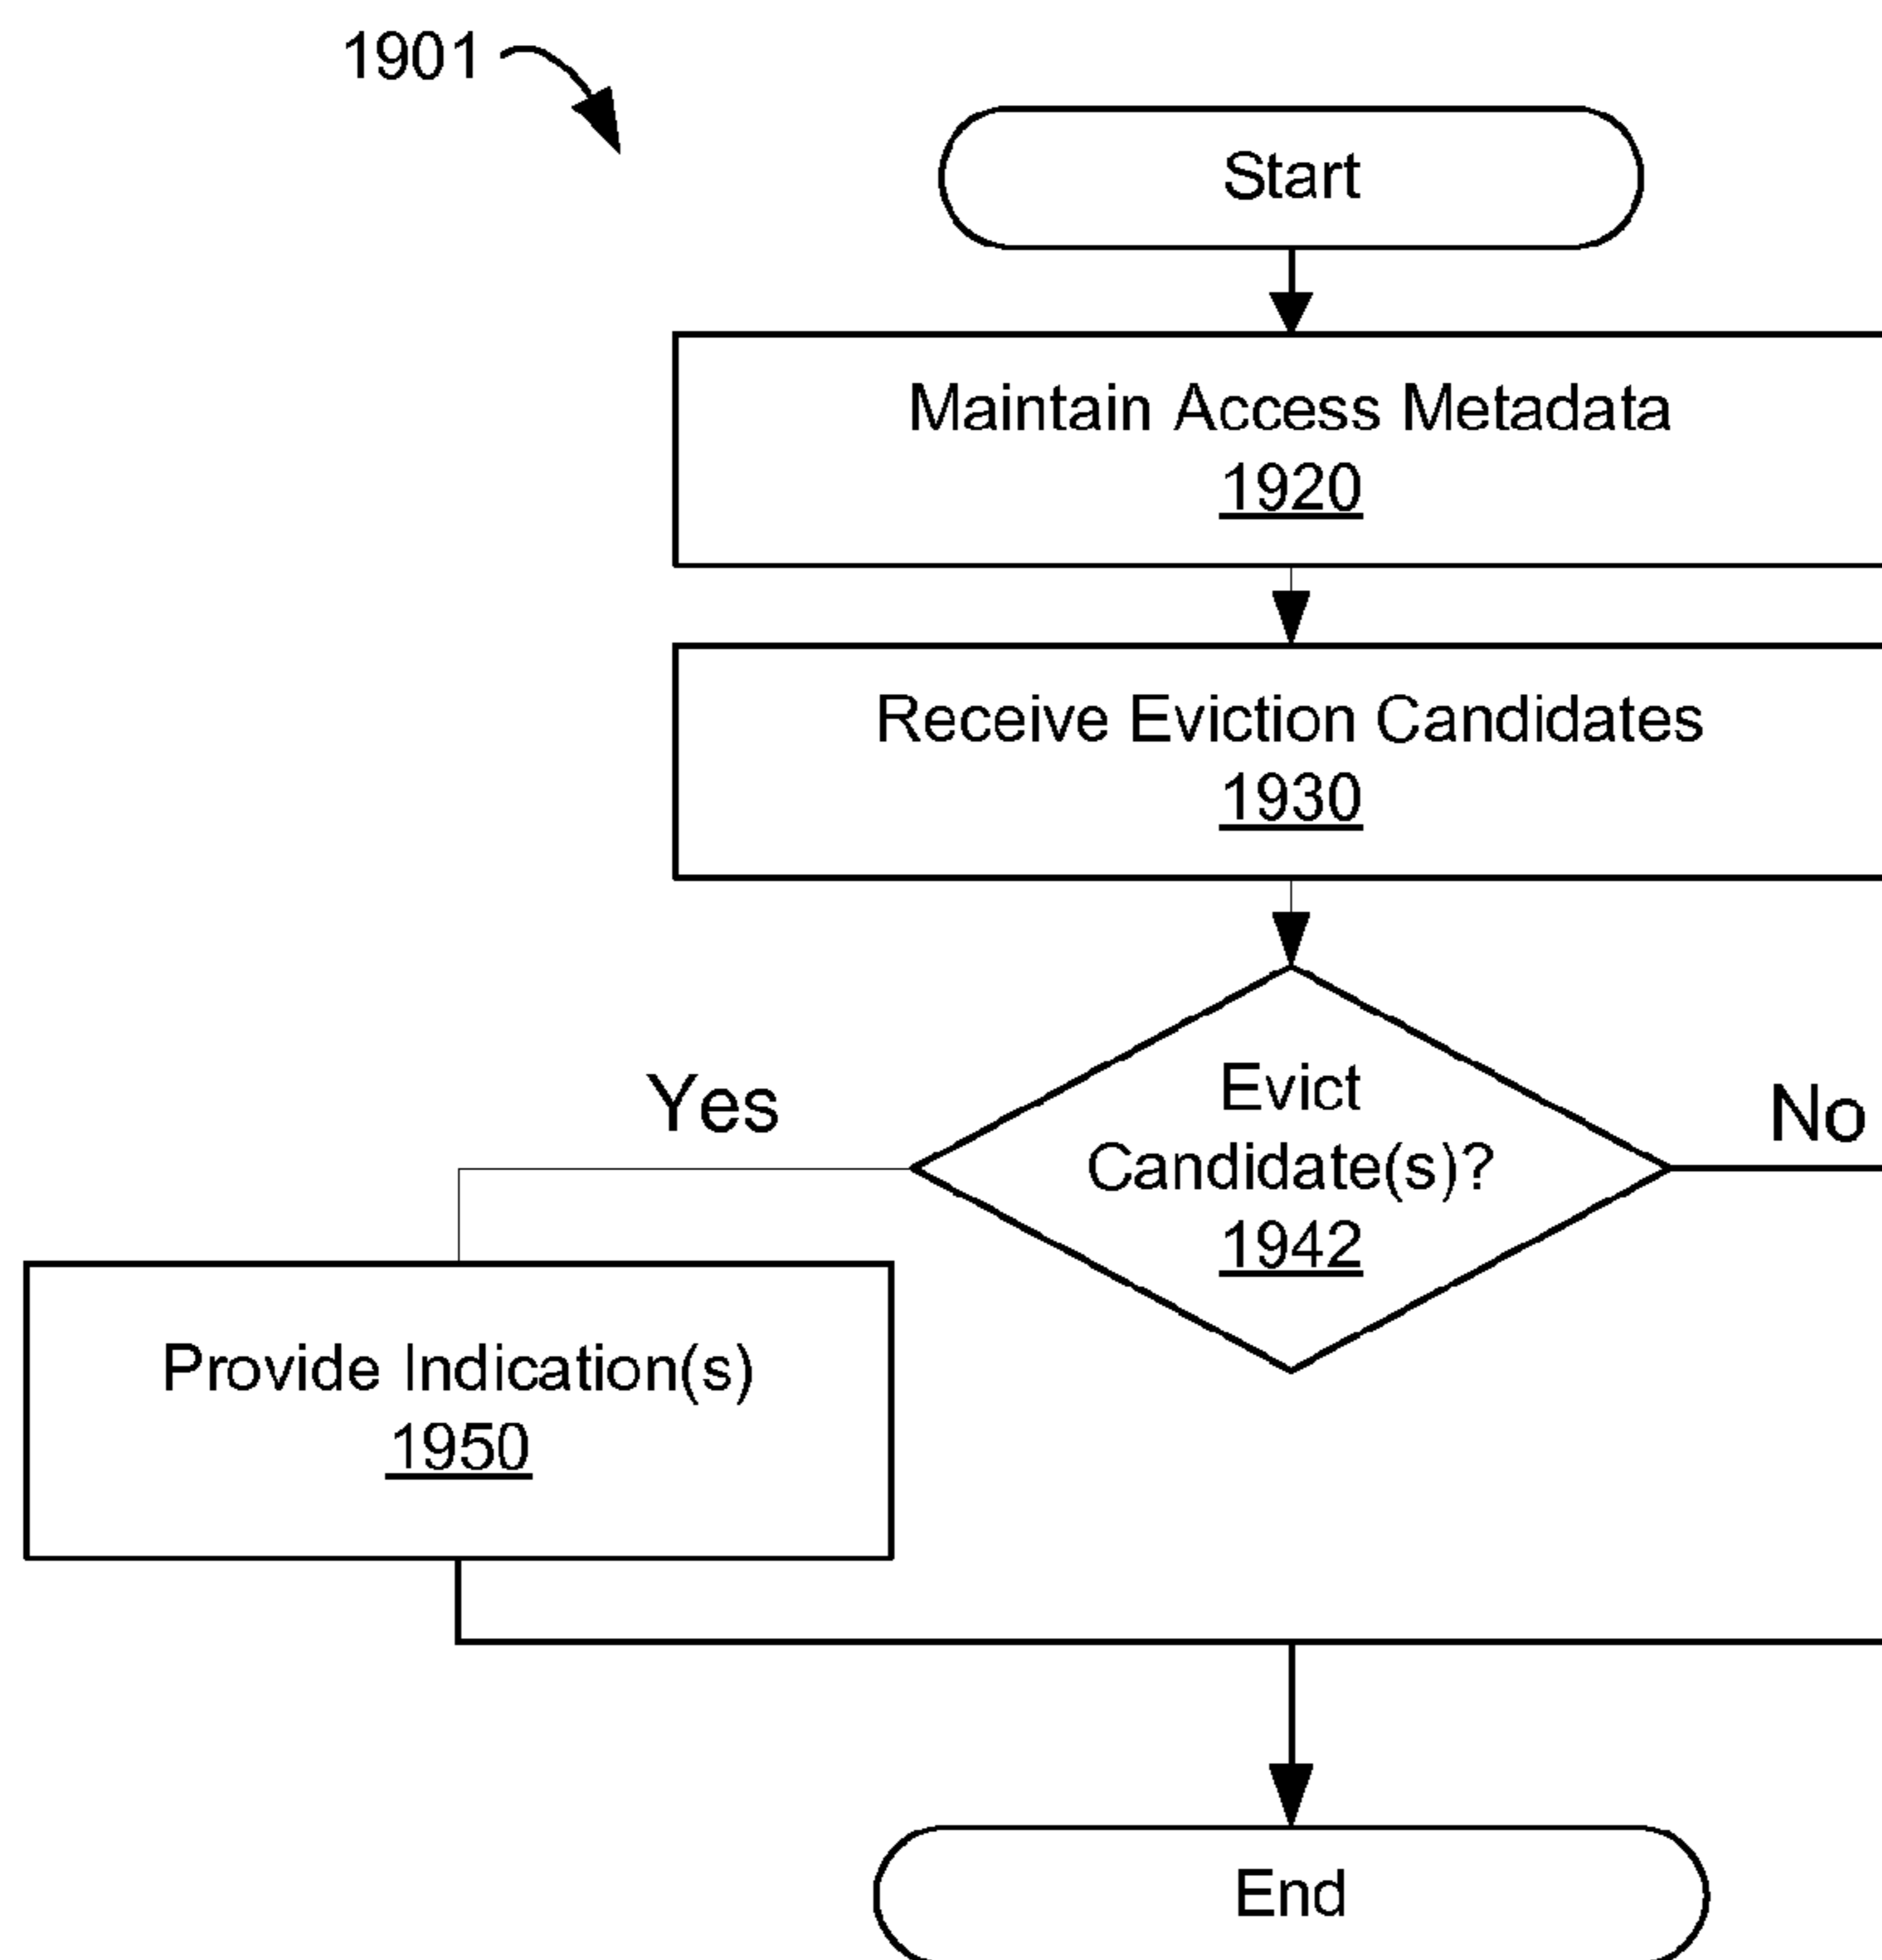 1901
Start
Maintain Access Metadata
1920
Receive Eviction Candidates
1930
Evict
Candidate(s)?
1942
Yes
No
Provide Indication(s)
1950
End